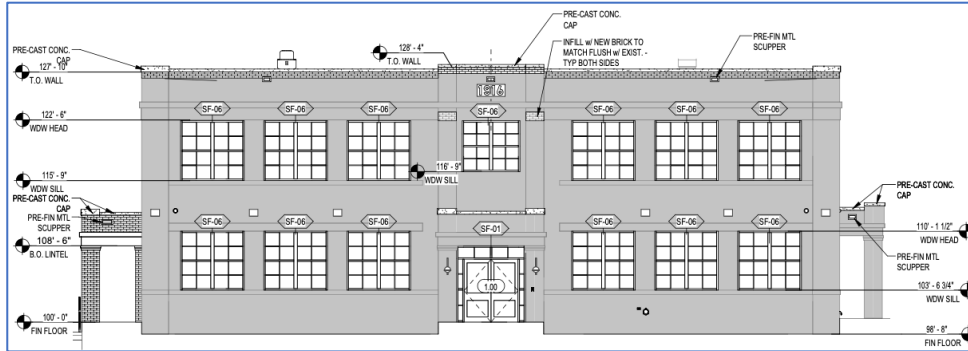 PRE-CAST CONC.
CAP
PRE-CAST CONC.
CAP
127' - 10"
T.O. WALL
128' - 4"
T.O. WALL
INFILL w/ NEW BRICK TO
MATCH FLUSH w/ EXIST. -
TYP BOTH SIDES
PRE-FIN MTL
SCUPPER
1916
SF-06
SF-06
SF-06
SF-06
SF-06
SF-06
SF-06
122' - 6"
WDW HEAD
115' - 9"
WDW SILL
116' - 9"
WDW SILL
PRE-CAST CONC.
CAP
PRE-FIN MTL
SCUPPER
108' - 6"
B.O. LINTEL
PRE-CAST CONC.
CAP
SF-06
SF-06
SF-06
SF-01
SF-06
SF-06
SF-06
110' - 1 1/2"
WDW HEAD
PRE-FIN MTL
SCUPPER
1.00
103' - 6 3/4"
WDW SILL
100' - 0"
FIN FLOOR
98' - 8"
FIN FLOOR